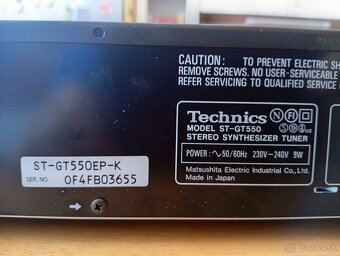 CAUTION: TO PREVENT ELECTRIC SH
REMOVE SCREWS. NO USER-SERVICEABLE
REFER SERVICING TO QUALIFIED SERVICE
Technics
MODEL ST-GT550
STEREO SYNTHESIZER TUNER
POWER: ∿50/60Hz 230V-240V 9W
Matsushita Electric Industrial Co., Ltd.
Made in Japan
ST-GT550EP-K
SER. NO. 0F4FB03655
Bazar.sk